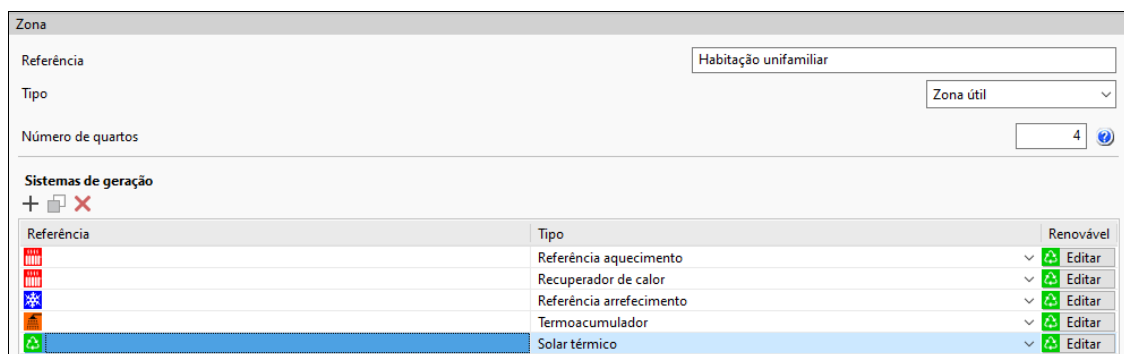 Zona
Referência Habitação unifamiliar
Tipo Zona útil
Número de quartos 4
Sistemas de geração
Referência Tipo Renovável
Referência aquecimento Editar
Recuperador de calor Editar
Referência arrefecimento Editar
Termoacumulador Editar
Solar térmico Editar